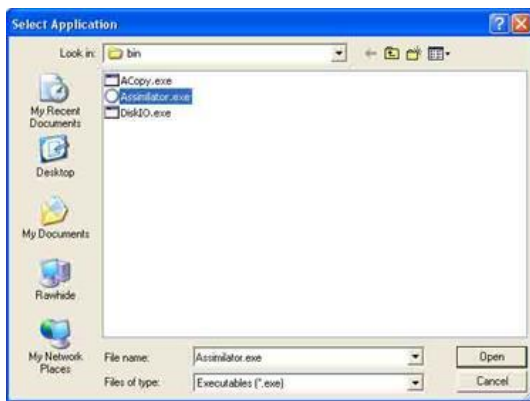 Select Application
Look in: bin
ACopy.exe
Assimilator.exe
DiskIO.exe
My Recent
Documents
Desktop
My Documents
Rawhide
My Network
Places
File name: Assimilator.exe Open
Files of type: Executables (*.exe) Cancel